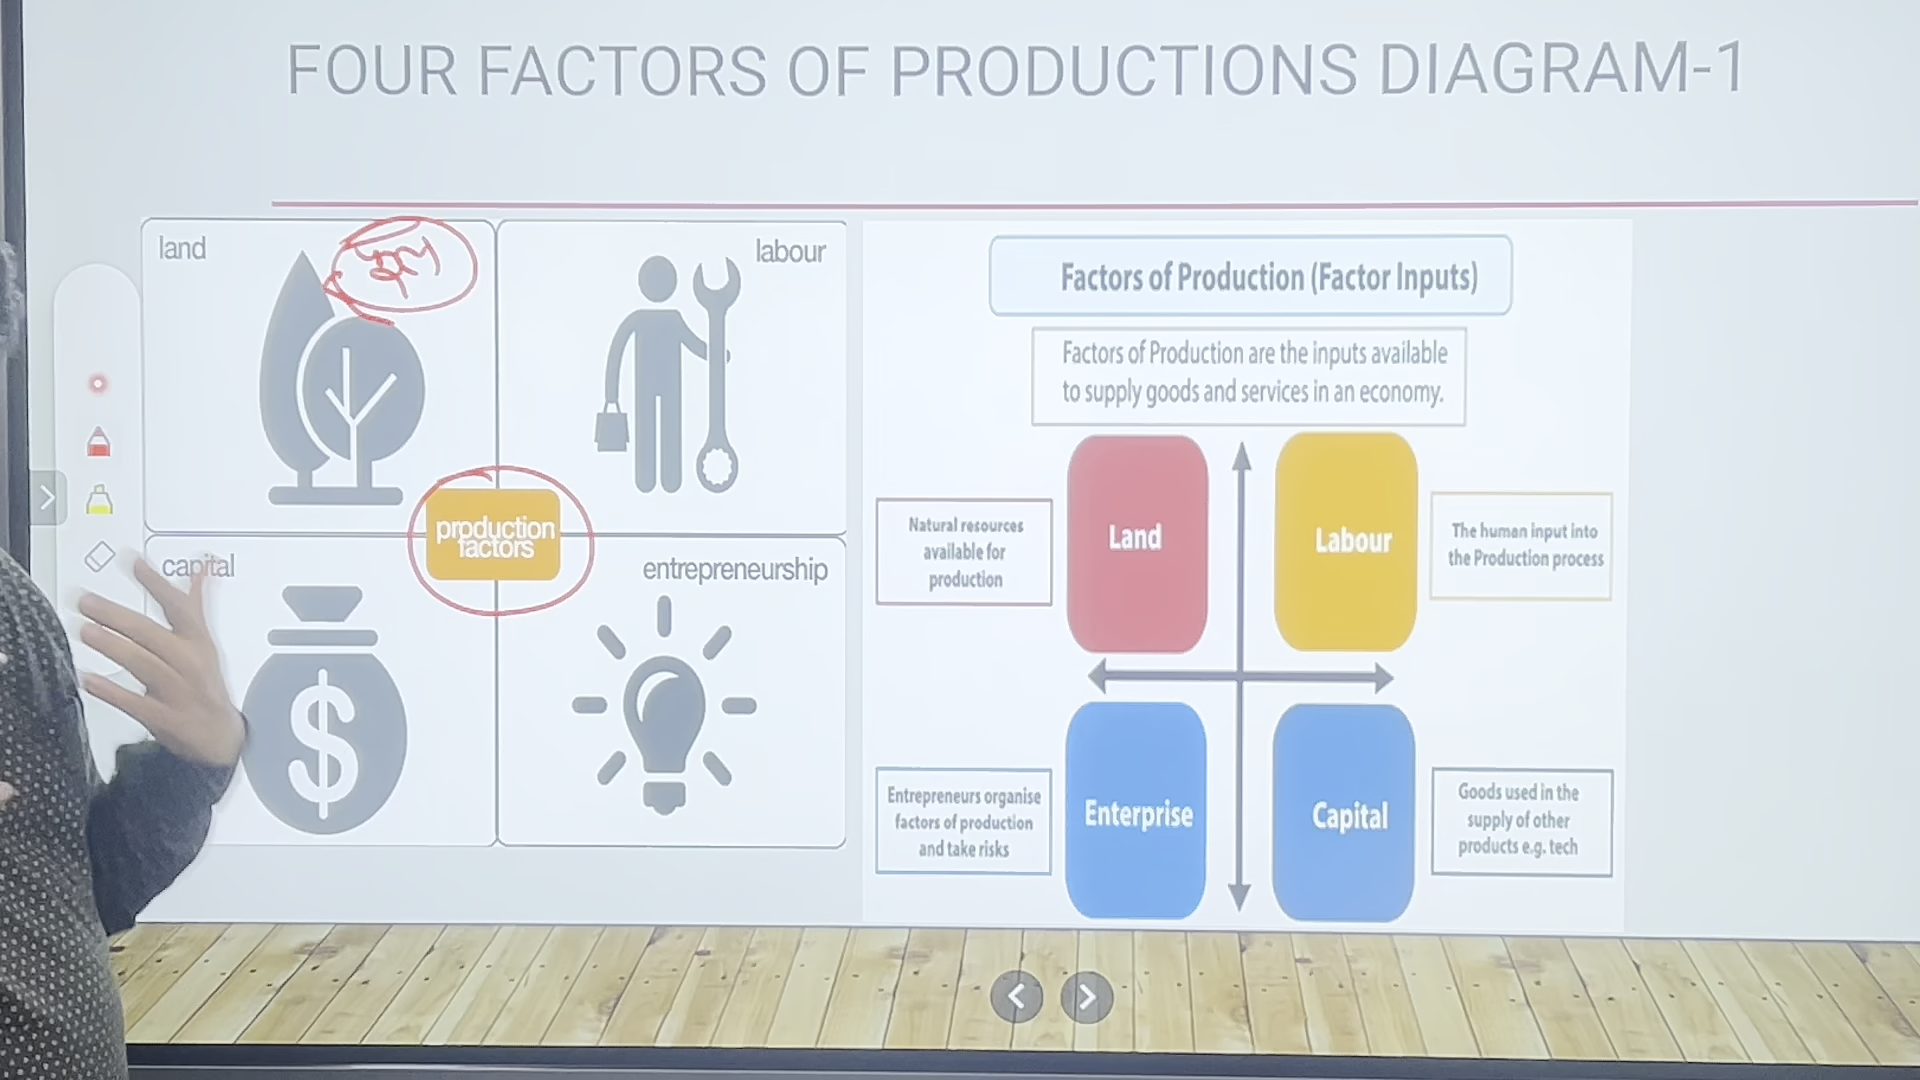 FOUR FACTORS OF PRODUCTIONS DIAGRAM-1
land
labour
production
factors
capital
entrepreneurship
$
Factors of Production (Factor Inputs)
Factors of Production are the inputs available
to supply goods and services in an economy.
Natural resources
available for
production
Land
Labour
The human input into
the Production process
Entrepreneurs organise
factors of production
and take risks
Enterprise
Capital
Goods used in the
supply of other
products e.g. tech